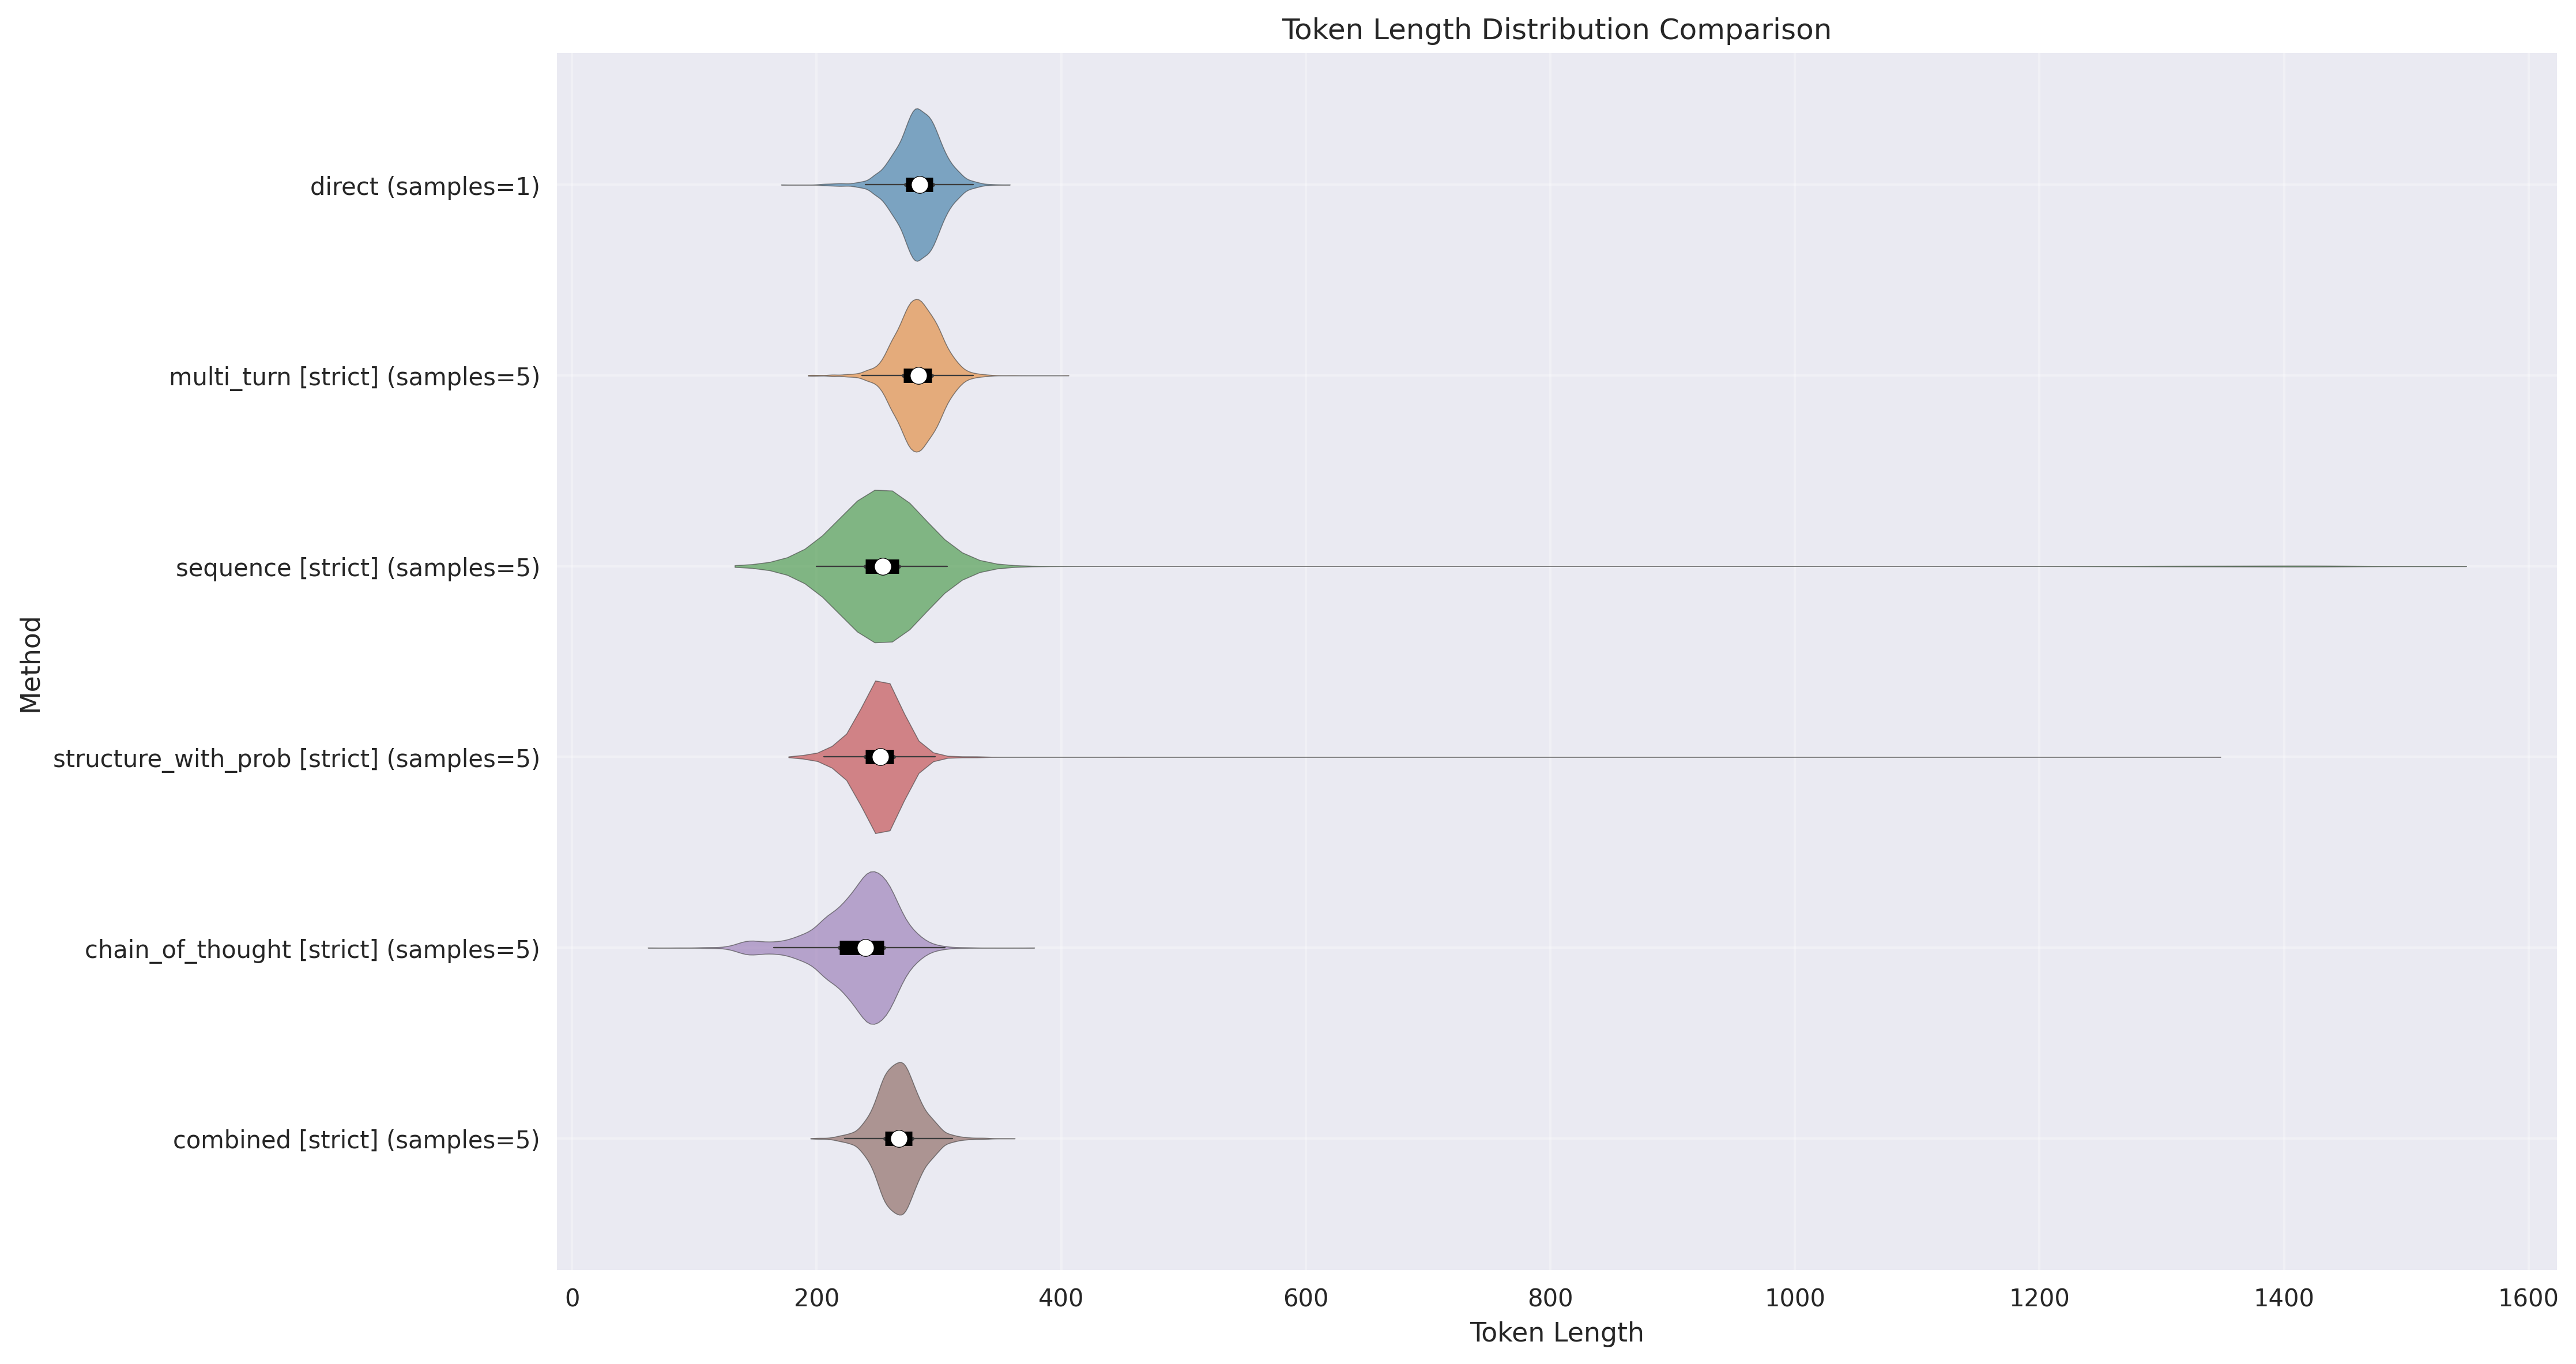 Token Length Distribution Comparison
Method
direct (samples=1)
multi_turn [strict] (samples=5)
sequence [strict] (samples=5)
structure_with_prob [strict] (samples=5)
chain_of_thought [strict] (samples=5)
combined [strict] (samples=5)
0 200 400 600 800 1000 1200 1400 1600
Token Length